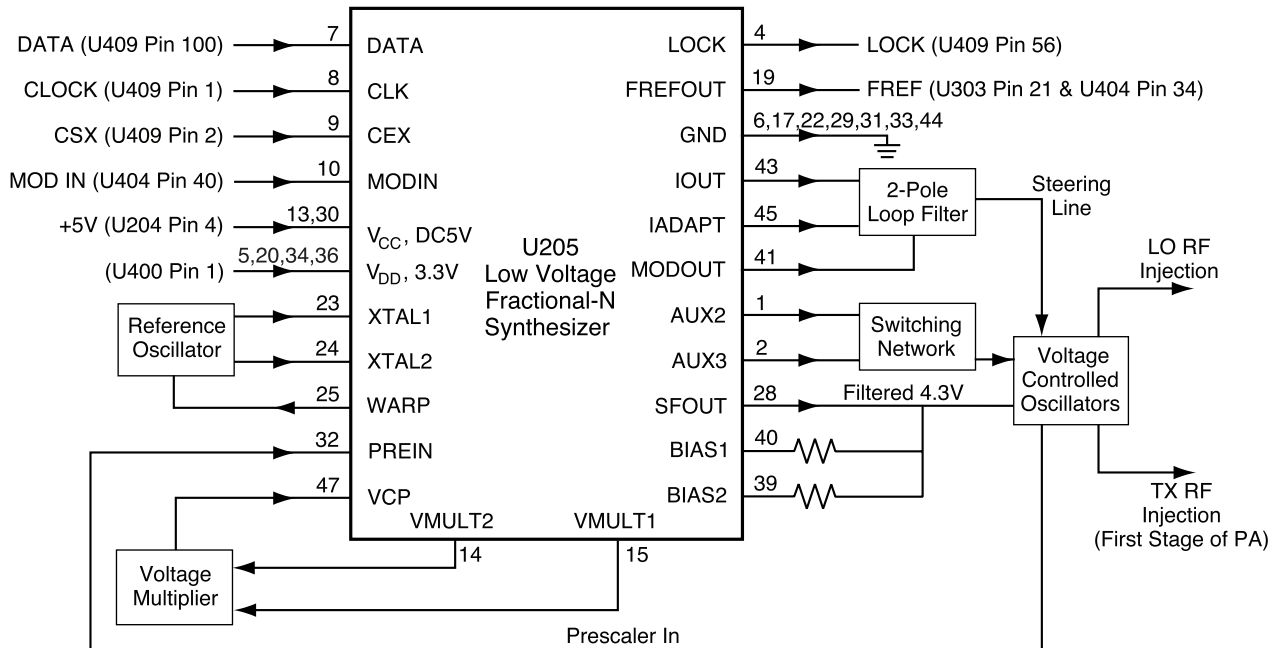 DATA (U409 Pin 100)
7
DATA
CLOCK (U409 Pin 1)
8
CLK
CSX (U409 Pin 2)
9
CEX
MOD IN (U404 Pin 40)
10
MODIN
+5V (U204 Pin 4)
13,30
VCC, DC5V
(U400 Pin 1)
5,20,34,36
VDD, 3.3V
Reference
Oscillator
23
XTAL1
24
XTAL2
25
WARP
32
PREIN
47
VCP
VMULT2
14
VMULT1
15
Voltage
Multiplier
U205
Low Voltage
Fractional-N
Synthesizer
LOCK
4
LOCK (U409 Pin 56)
FREFOUT
19
FREF (U303 Pin 21 & U404 Pin 34)
GND
6,17,22,29,31,33,44
IOUT
43
IADAPT
45
MODOUT
41
2-Pole
Loop Filter
Steering
Line
AUX2
1
AUX3
2
Switching
Network
SFOUT
28
Filtered 4.3V
BIAS1
40
BIAS2
39
Voltage
Controlled
Oscillators
LO RF
Injection
TX RF
Injection
(First Stage of PA)
Prescaler In